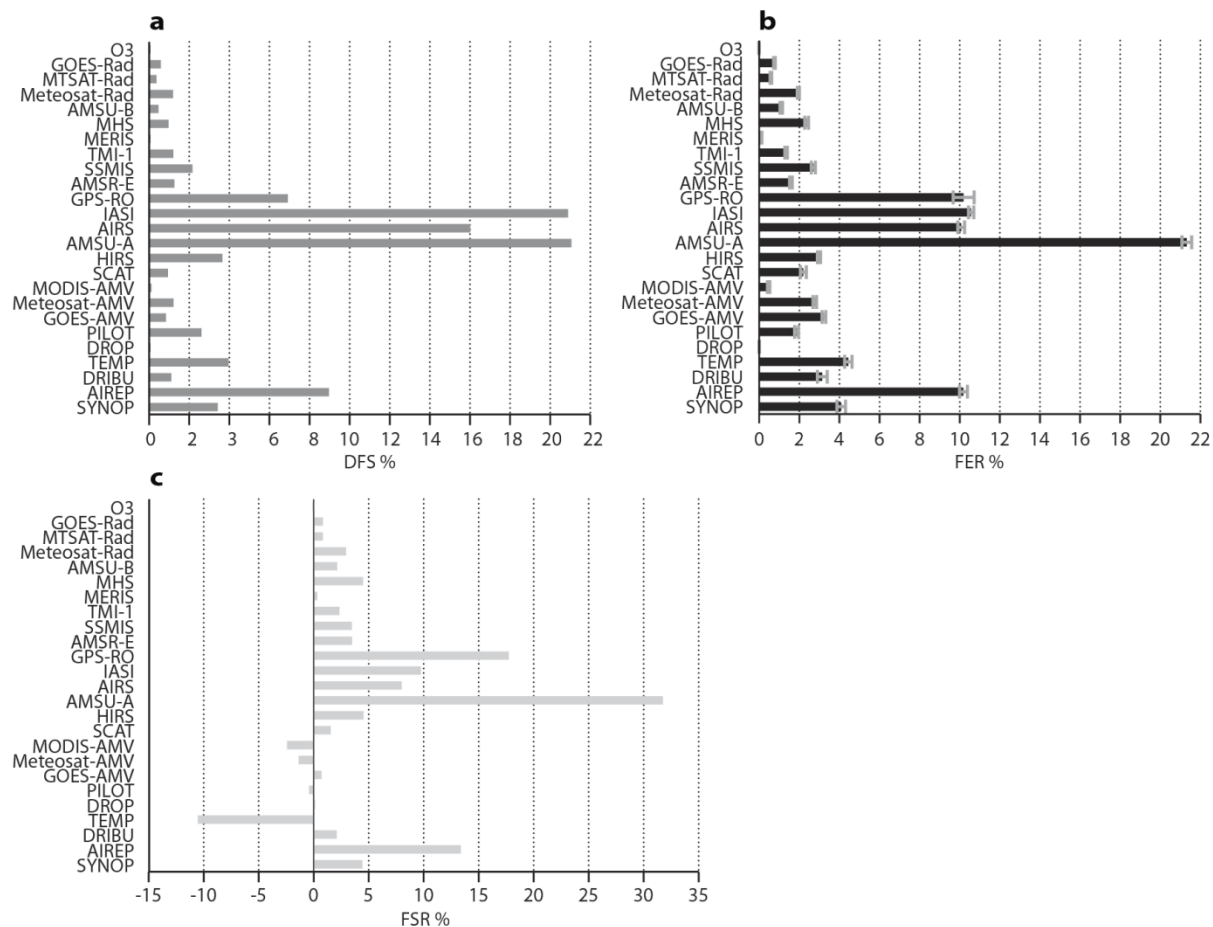 a
O3
GOES-Rad
MTSAT-Rad
Meteosat-Rad
AMSU-B
MHS
MERIS
TMI-1
SSMIS
AMSR-E
GPS-RO
IASI
AIRS
AMSU-A
HIRS
SCAT
MODIS-AMV
Meteosat-AMV
GOES-AMV
PILOT
DROP
TEMP
DRIBU
AIREP
SYNOP
0 2 3 4 6 8 10 12 14 16 18 20 22
DFS %
b
O3
GOES-Rad
MTSAT-Rad
Meteosat-Rad
AMSU-B
MHS
MERIS
TMI-1
SSMIS
AMSR-E
GPS-RO
IASI
AIRS
AMSU-A
HIRS
SCAT
MODIS-AMV
Meteosat-AMV
GOES-AMV
PILOT
DROP
TEMP
DRIBU
AIREP
SYNOP
0 2 4 6 8 10 12 14 16 18 20 22
FER %
c
O3
GOES-Rad
MTSAT-Rad
Meteosat-Rad
AMSU-B
MHS
MERIS
TMI-1
SSMIS
AMSR-E
GPS-RO
IASI
AIRS
AMSU-A
HIRS
SCAT
MODIS-AMV
Meteosat-AMV
GOES-AMV
PILOT
DROP
TEMP
DRIBU
AIREP
SYNOP
-15 -10 -5 0 5 10 15 20 25 30 35
FSR %